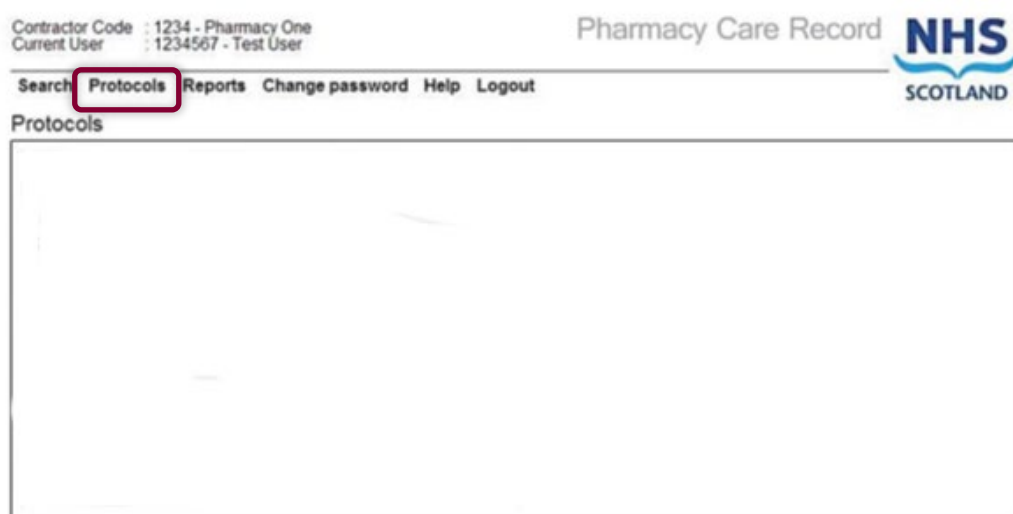 Contractor Code : 1234 - Pharmacy One
Current User : 1234567 - Test User
Pharmacy Care Record
NHS
SCOTLAND
Search Protocols Reports Change password Help Logout
Protocols